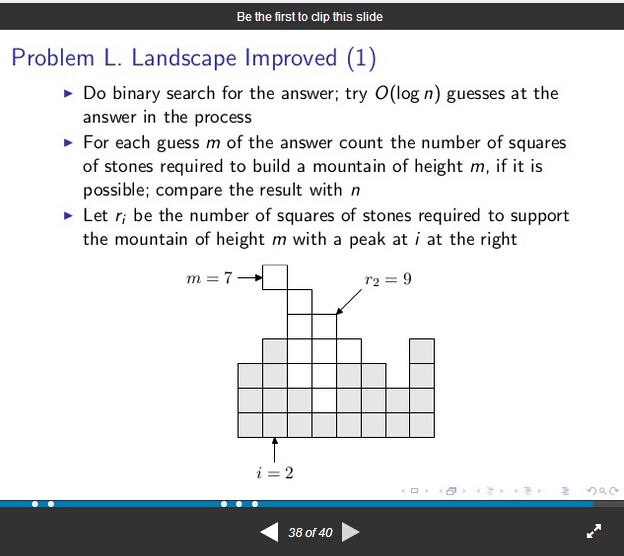 Be the first to clip this slide
Problem L. Landscape Improved (1)
Do binary search for the answer; try O(log n) guesses at the
answer in the process
For each guess m of the answer count the number of squares
of stones required to build a mountain of height m, if it is
possible; compare the result with n
Let rᵢ be the number of squares of stones required to support
the mountain of height m with a peak at i at the right
m = 7
r₂ = 9
i = 2
38 of 40